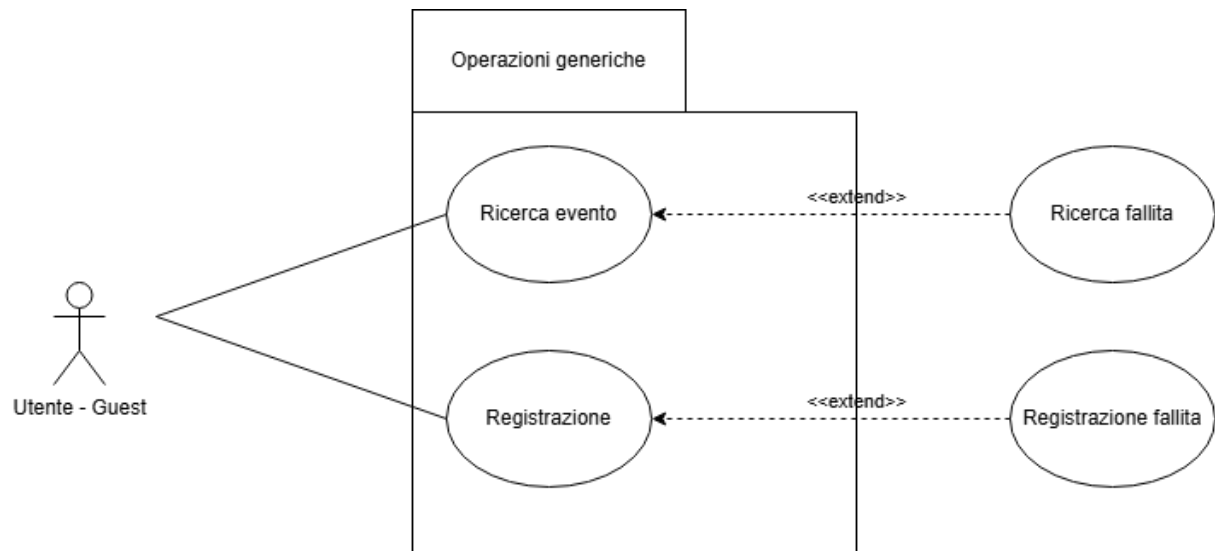 Operazioni generiche
Ricerca evento
<<extend>>
Ricerca fallita
Utente - Guest
Registrazione
<<extend>>
Registrazione fallita